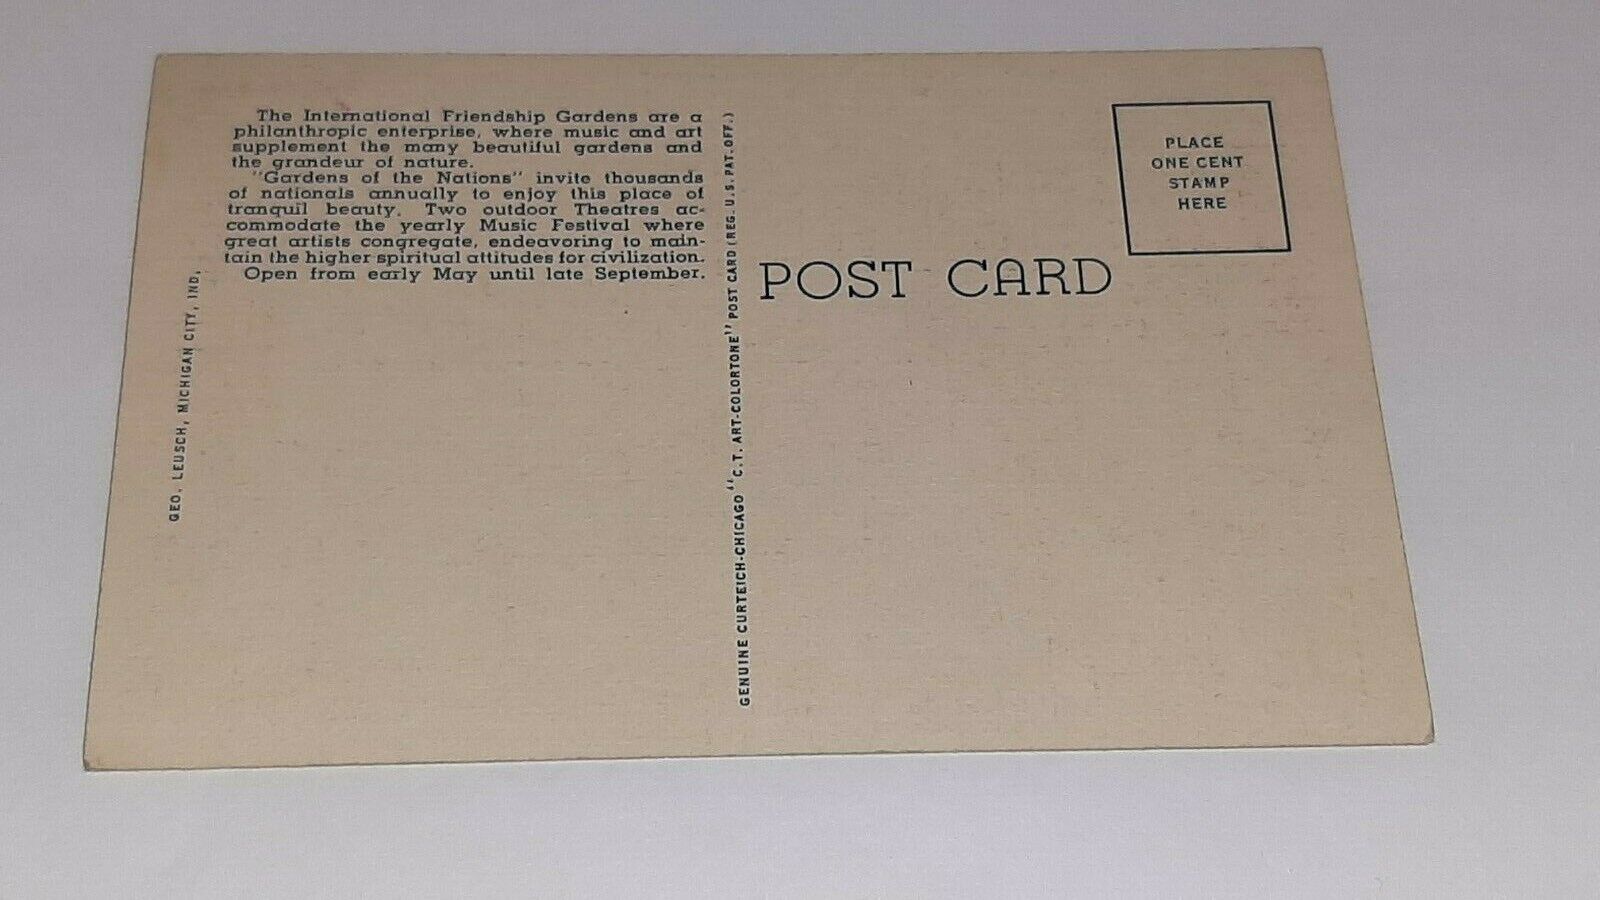 The International Friendship Gardens are a
philanthropic enterprise, where music and art
supplement the many beautiful gardens and
the grandeur of nature.
"Gardens of the Nations" invite thousands
of nationals annually to enjoy this place of
tranquil beauty. Two outdoor Theatres ac-
commodate the yearly Music Festival where
great artists congregate, endeavoring to main-
tain the higher spiritual attitudes for civilization.
Open from early May until late September.
GEO. LEUSCH, MICHIGAN CITY, IND.
GENUINE CURTEICH-CHICAGO "C.T. ART-COLORTONE" POST CARD (REG. U.S. PAT. OFF.)
POST CARD
PLACE
ONE CENT
STAMP
HERE